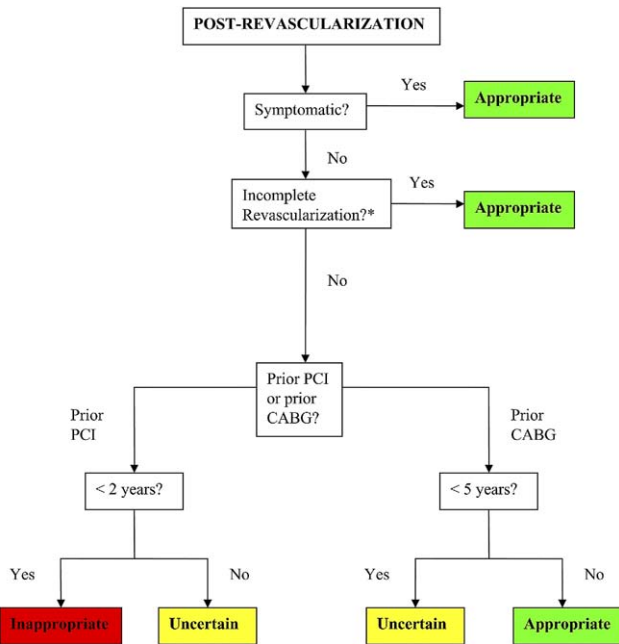 POST-REVASCULARIZATION
Yes
Symptomatic?
Appropriate
No
Incomplete
Revascularization?*
Yes
Appropriate
No
Prior PCI
or prior
CABG?
Prior
PCI
Prior
CABG
< 2 years?
< 5 years?
Yes
No
Yes
No
Inappropriate
Uncertain
Uncertain
Appropriate